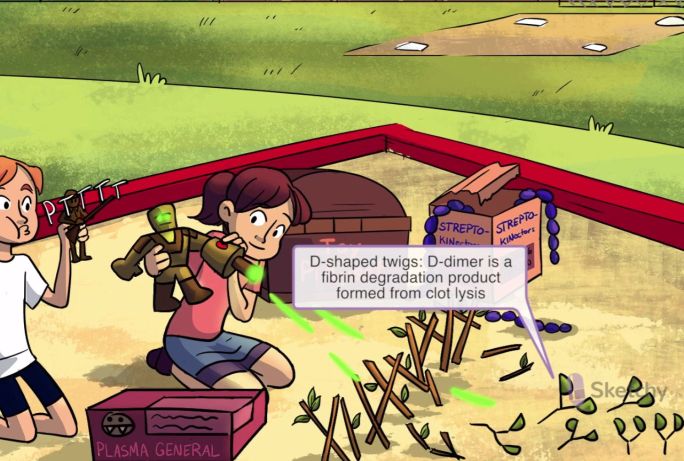 PTTTT
STREPTO-
KINactors
STREPTO-
KINactors
D-shaped twigs: D-dimer is a
fibrin degradation product
formed from clot lysis
Sketchy
PLASMA GENERAL